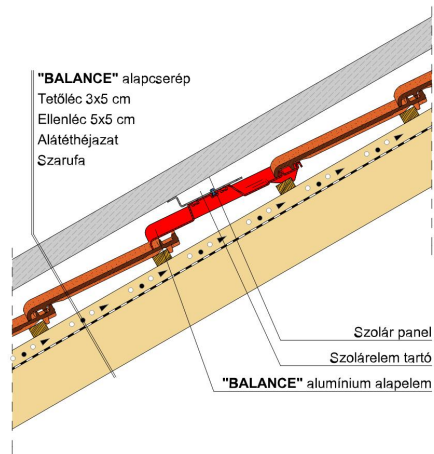 "BALANCE" alapcserép
Tetőléc 3x5 cm
Ellenléc 5x5 cm
Alátéthéjazat
Szarufa
Szolár panel
Szolárelem tartó
"BALANCE" alumínium alapelem